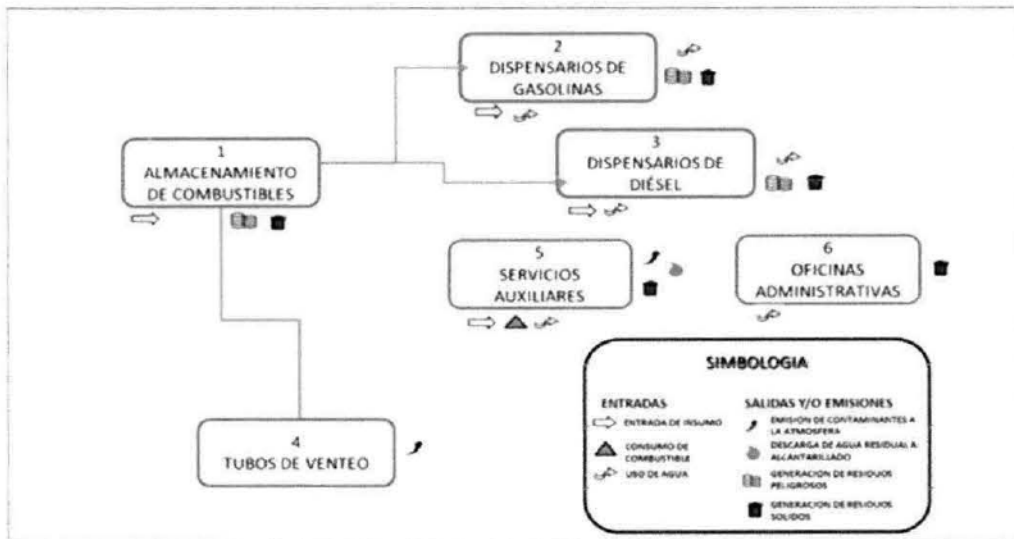 2
DISPENSARIOS DE
GASOLINAS
1
ALMACENAMIENTO
DE COMBUSTIBLES
3
DISPENSARIOS DE
DIÉSEL
5
SERVICIOS
AUXILIARES
6
OFICINAS
ADMINISTRATIVAS
4
TUBOS DE VENTEO
SIMBOLOGIA
ENTRADAS
ENTRADA DE INSUMO
CONSUMO DE
COMBUSTIBLE
USO DE AGUA
SALIDAS Y/O EMISIONES
EMISION DE CONTAMINANTES A
LA ATMOSFERA
DESCARGA DE AGUA RESIDUAL A
ALCANTARILLADO
GENERACION DE RESIDUOS
PELIGROSOS
GENERACION DE RESIDUOS
SOLIDOS